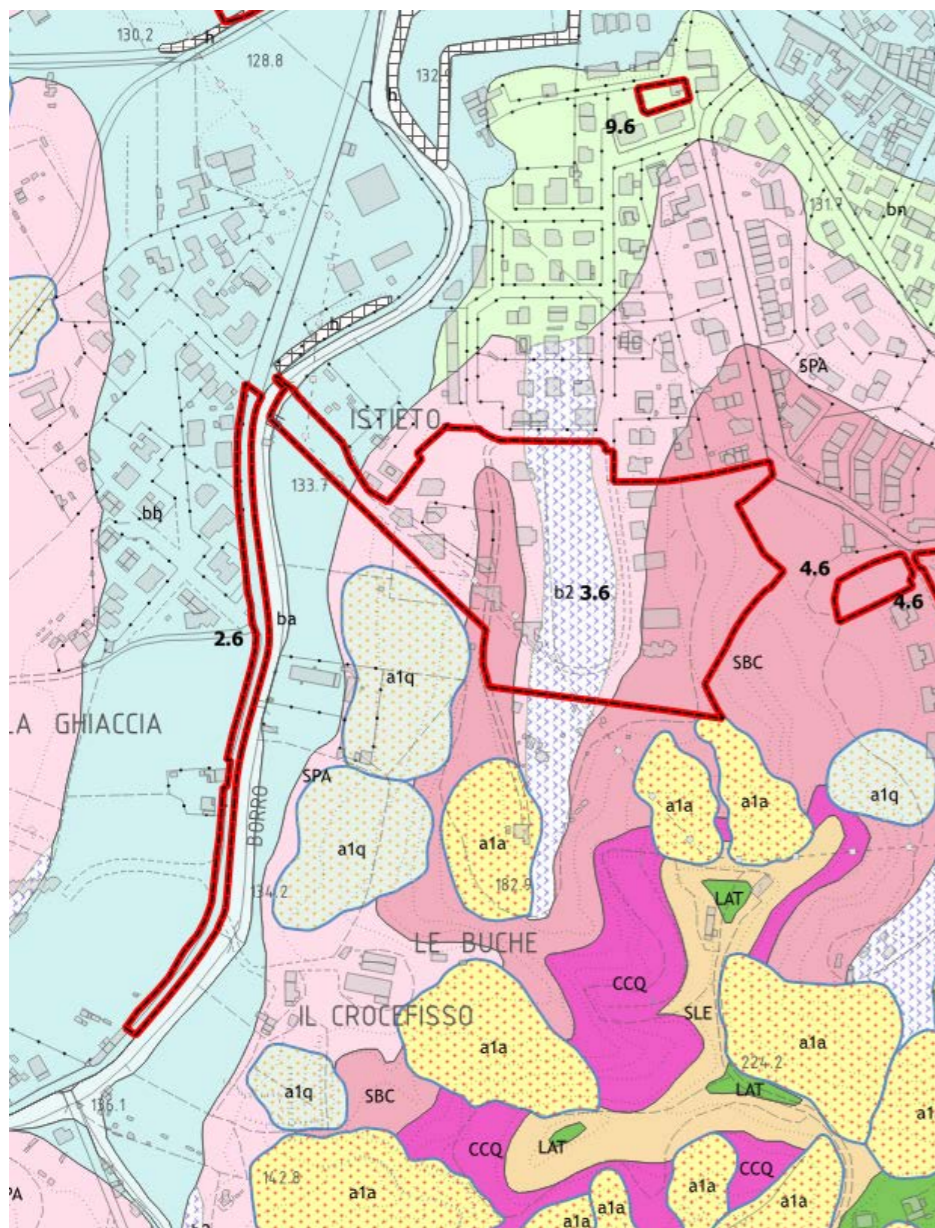 130.2
h
128.8
132.
h
9.6
131.7
bn
h
SPA
ISTIETO
133.7
bb
b2 3.6
4.6
4.6
ba
2.6
SBC
a1q
LA GHIACCIA
SPA
a1a
a1a
a1q
BORRO
a1q
a1a
182.9
LAT
134.2
LE BUCHE
CCQ
IL CROCEFISSO
SLE
a1a
a1a
224.2
a1q
SBC
LAT
a1
136.1
CCQ
LAT
CCQ
142.8
PA
a1a
a1a
a1a
a1a
b2